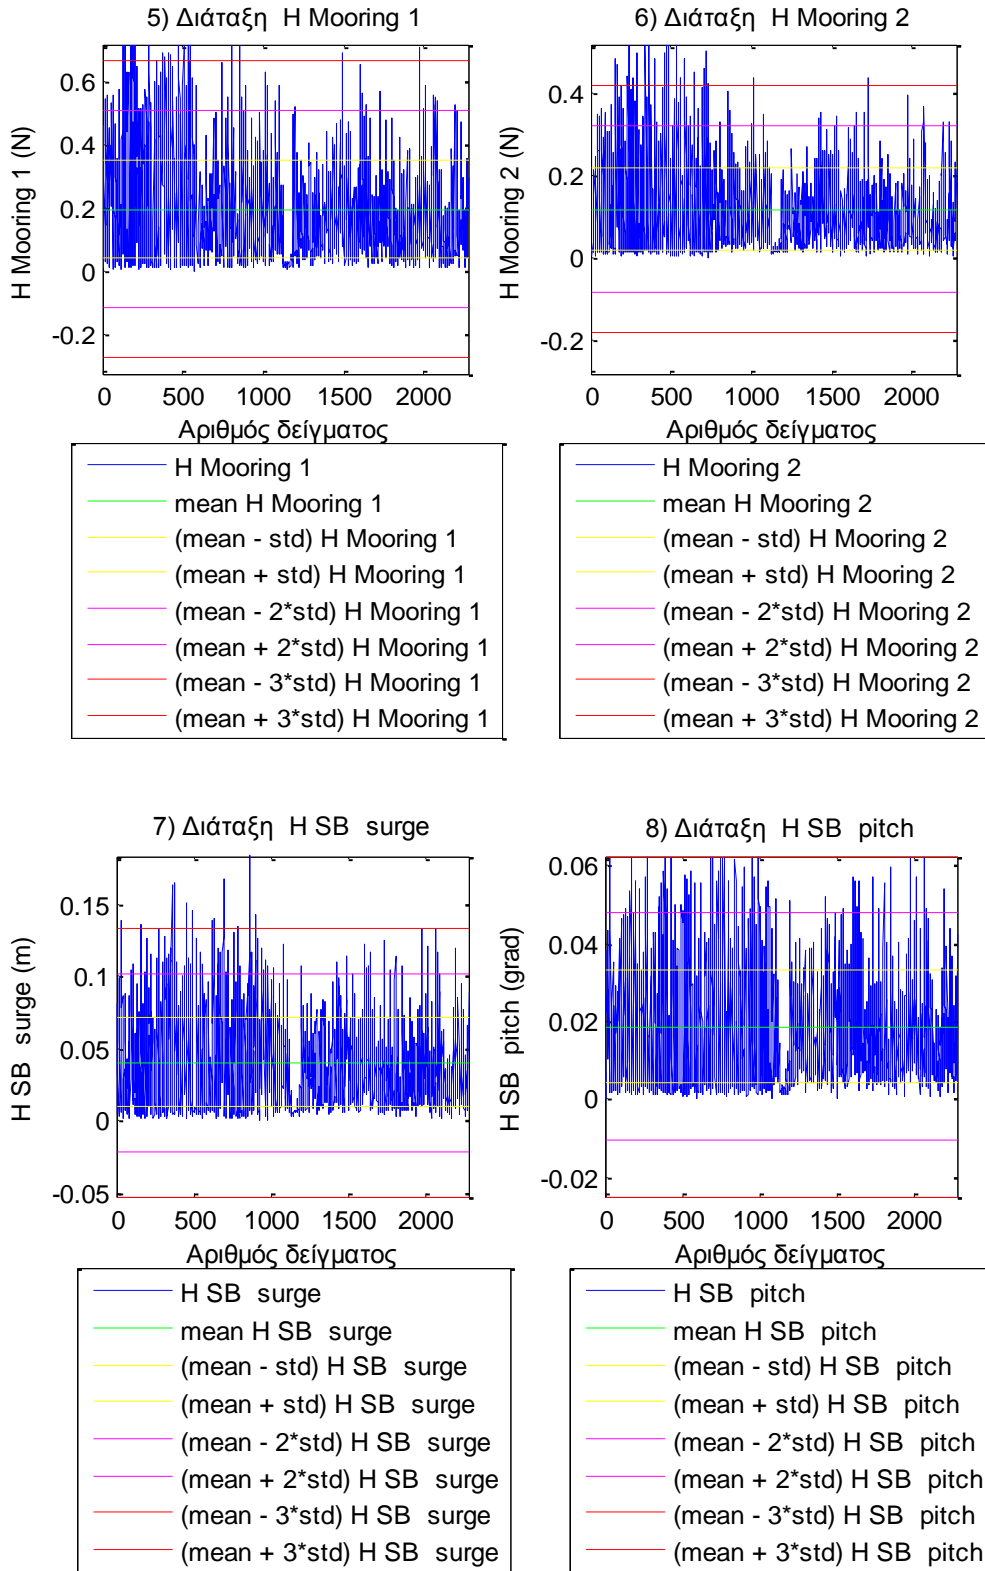 5) Διάταξη H Mooring 1
0.6
0.4
0.2
0
-0.2
H Mooring 1 (N)
0 500 1000 1500 2000
Αριθμός δείγματος
H Mooring 1
mean H Mooring 1
(mean - std) H Mooring 1
(mean + std) H Mooring 1
(mean - 2*std) H Mooring 1
(mean + 2*std) H Mooring 1
(mean - 3*std) H Mooring 1
(mean + 3*std) H Mooring 1
6) Διάταξη H Mooring 2
0.4
0.2
0
-0.2
H Mooring 2 (N)
0 500 1000 1500 2000
Αριθμός δείγματος
H Mooring 2
mean H Mooring 2
(mean - std) H Mooring 2
(mean + std) H Mooring 2
(mean - 2*std) H Mooring 2
(mean + 2*std) H Mooring 2
(mean - 3*std) H Mooring 2
(mean + 3*std) H Mooring 2
7) Διάταξη H SB surge
0.15
0.1
0.05
0
-0.05
H SB surge (m)
0 500 1000 1500 2000
Αριθμός δείγματος
H SB surge
mean H SB surge
(mean - std) H SB surge
(mean + std) H SB surge
(mean - 2*std) H SB surge
(mean + 2*std) H SB surge
(mean - 3*std) H SB surge
(mean + 3*std) H SB surge
8) Διάταξη H SB pitch
0.06
0.04
0.02
0
-0.02
H SB pitch (grad)
0 500 1000 1500 2000
Αριθμός δείγματος
H SB pitch
mean H SB pitch
(mean - std) H SB pitch
(mean + std) H SB pitch
(mean - 2*std) H SB pitch
(mean + 2*std) H SB pitch
(mean - 3*std) H SB pitch
(mean + 3*std) H SB pitch